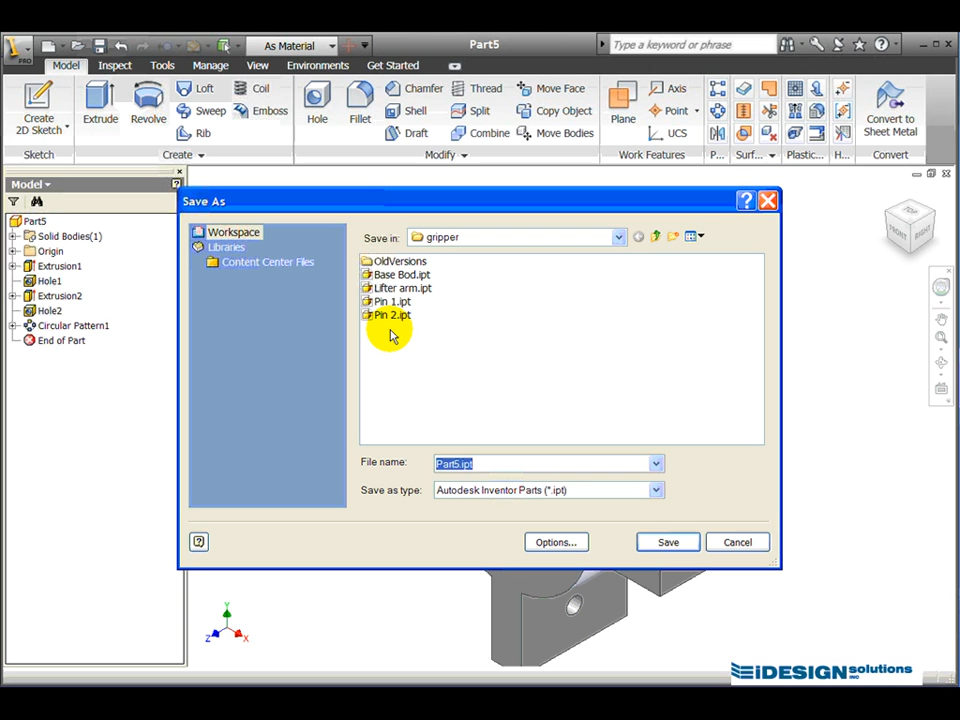 PRO
As Material
Part5
Type a keyword or phrase
Model
Inspect
Tools
Manage
View
Environments
Get Started
Create
2D Sketch
Extrude
Revolve
Loft
Coil
Sweep
Emboss
Rib
Hole
Fillet
Chamfer
Thread
Move Face
Shell
Split
Copy Object
Draft
Combine
Move Bodies
Plane
Axis
Point
UCS
Convert to
Sheet Metal
Sketch
Create
Modify
Work Features
P...
Surf...
Plastic...
H...
Convert
Model
Part5
Solid Bodies(1)
Origin
Extrusion1
Hole1
Extrusion2
Hole2
Circular Pattern1
End of Part
Save As
Workspace
Libraries
Content Center Files
Save in:
gripper
OldVersions
Base Bod.ipt
Lifter arm.ipt
Pin 1.ipt
Pin 2.ipt
File name:
Part5.ipt
Save as type:
Autodesk Inventor Parts (*.ipt)
Options...
Save
Cancel
TOP
FRONT
RIGHT
Y
Z
X
iDESIGN solutions
INC